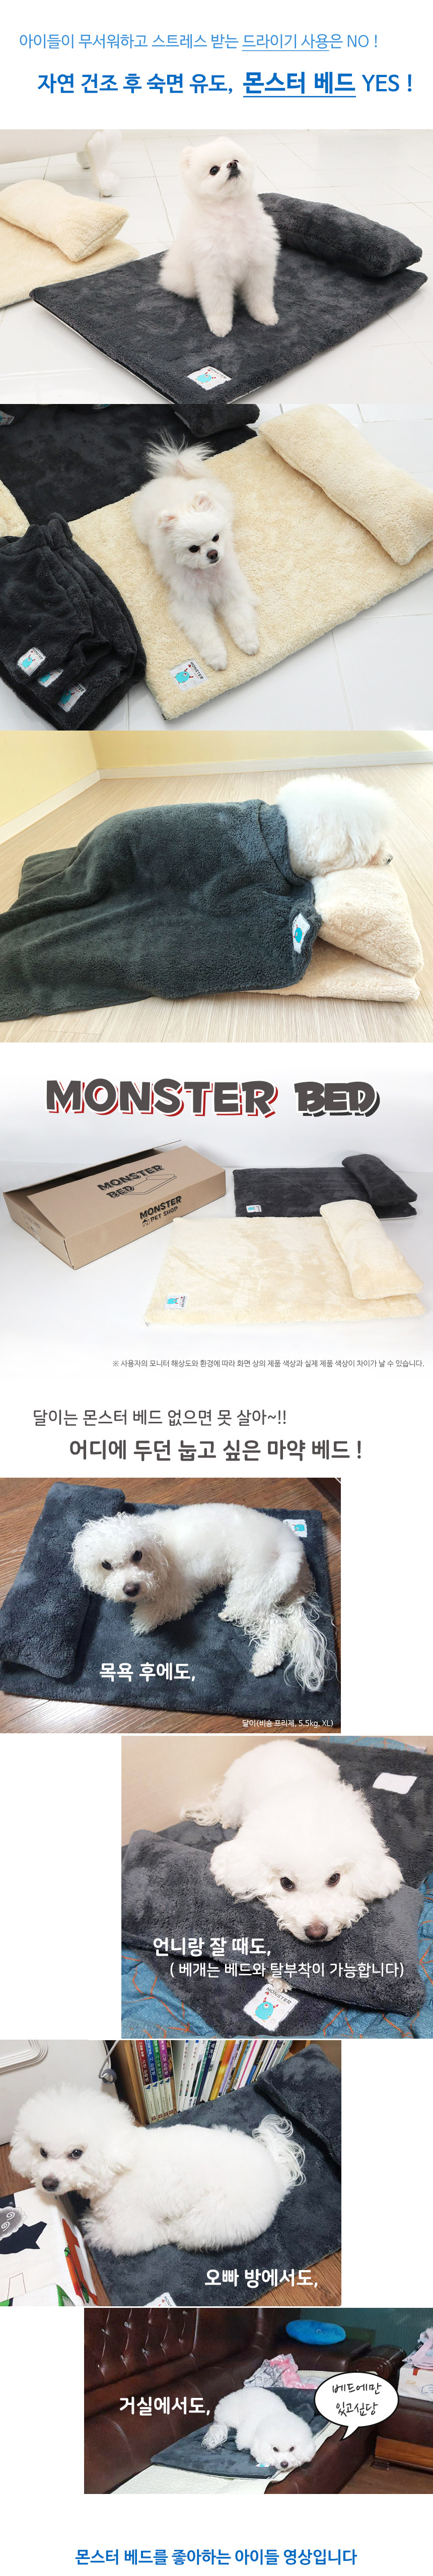 아이들이 무서워하고 스트레스 받는 드라이기 사용은 NO !
자연 건조 후 숙면 유도, 몬스터 베드 YES !
MONSTER
MONSTER BED
MONSTER
BED
MONSTER
PET SHOP
※ 사용자의 모니터 해상도와 환경에 따라 화면 상의 제품 색상과 실제 제품 색상이 차이가 날 수 있습니다.
달이는 몬스터 베드 없으면 못 살아~!!
어디에 두던 눕고 싶은 마약 베드 !
목욕 후에도,
달이(비숑 프리제, 5.5kg, XL)
언니랑 잘 때도,
( 베개는 베드와 탈부착이 가능합니다)
MONSTER
오빠 방에서도,
거실에서도,
베드에만
있고싶당
몬스터 베드를 좋아하는 아이들 영상입니다